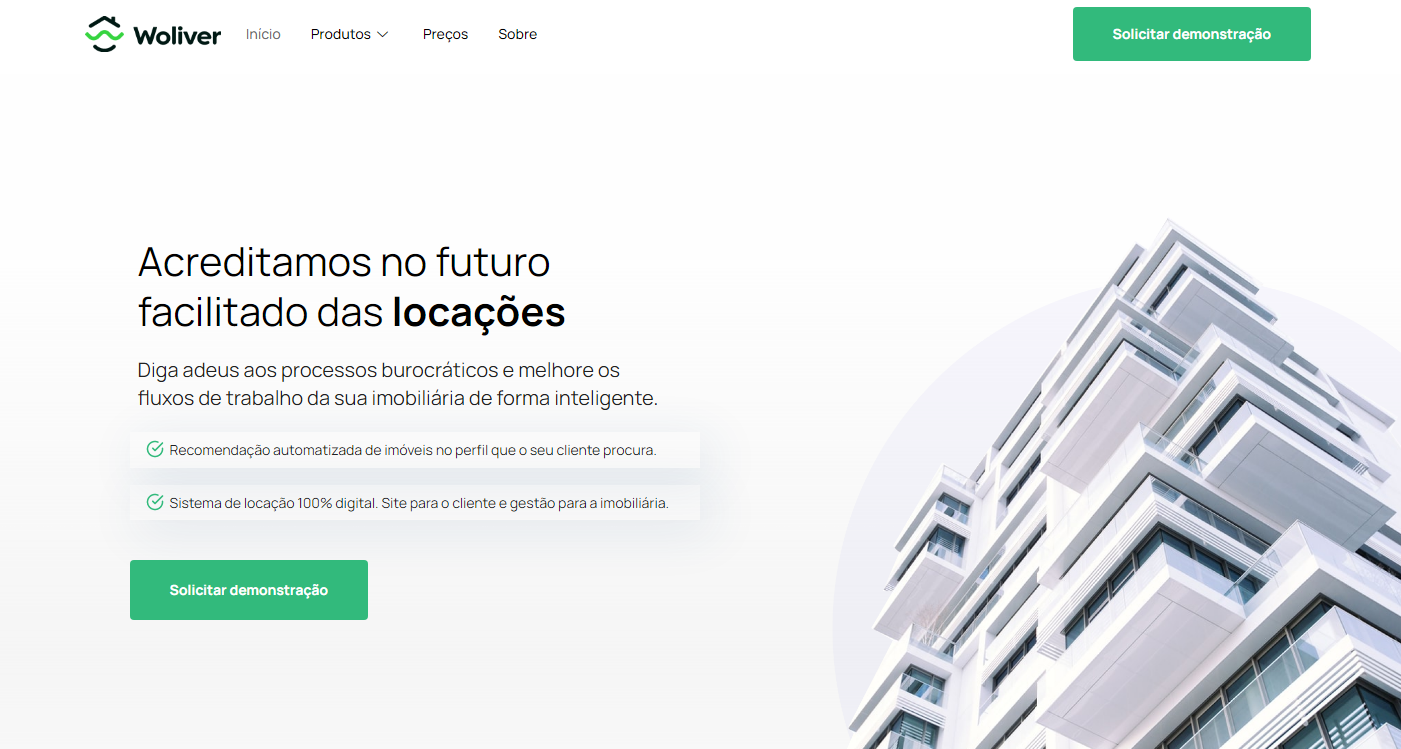 Woliver
Início
Produtos
Preços
Sobre
Solicitar demonstração
Acreditamos no futuro
facilitado das locações
Diga adeus aos processos burocráticos e melhore os
fluxos de trabalho da sua imobiliária de forma inteligente.
Recomendação automatizada de imóveis no perfil que o seu cliente procura.
Sistema de locação 100% digital. Site para o cliente e gestão para a imobiliária.
Solicitar demonstração